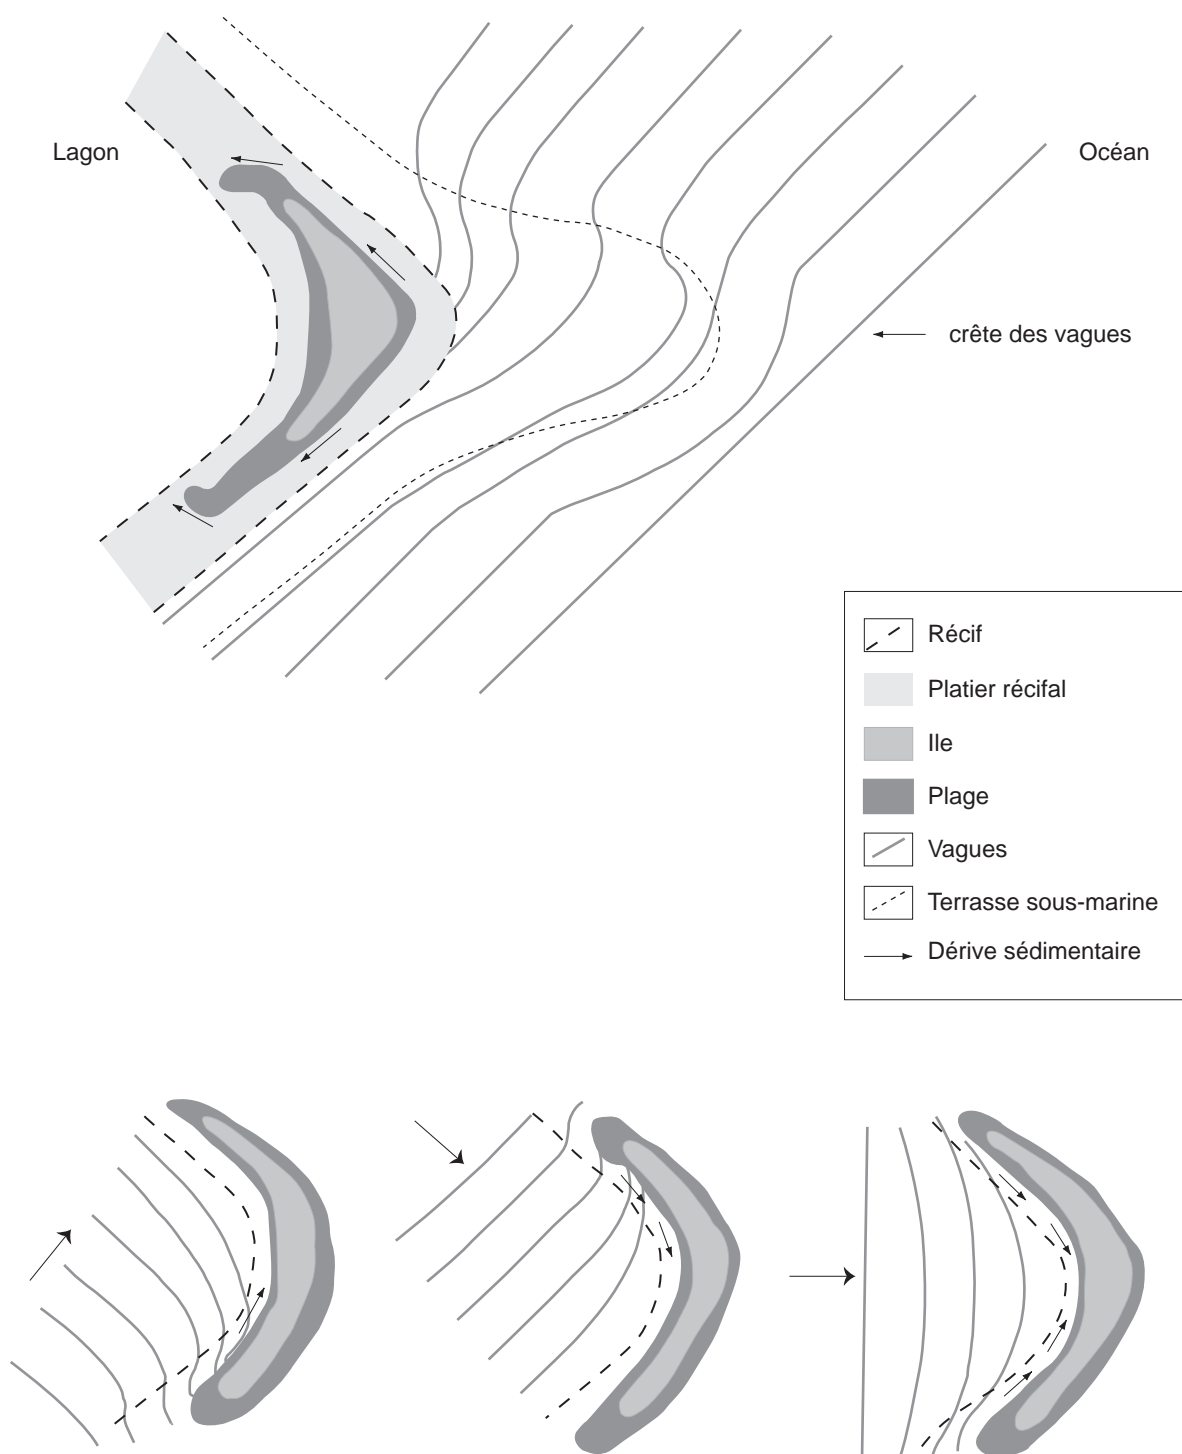 Lagon
Océan
crête des vagues
Récif
Platier récifal
Ile
Plage
Vagues
Terrasse sous-marine
Dérive sédimentaire